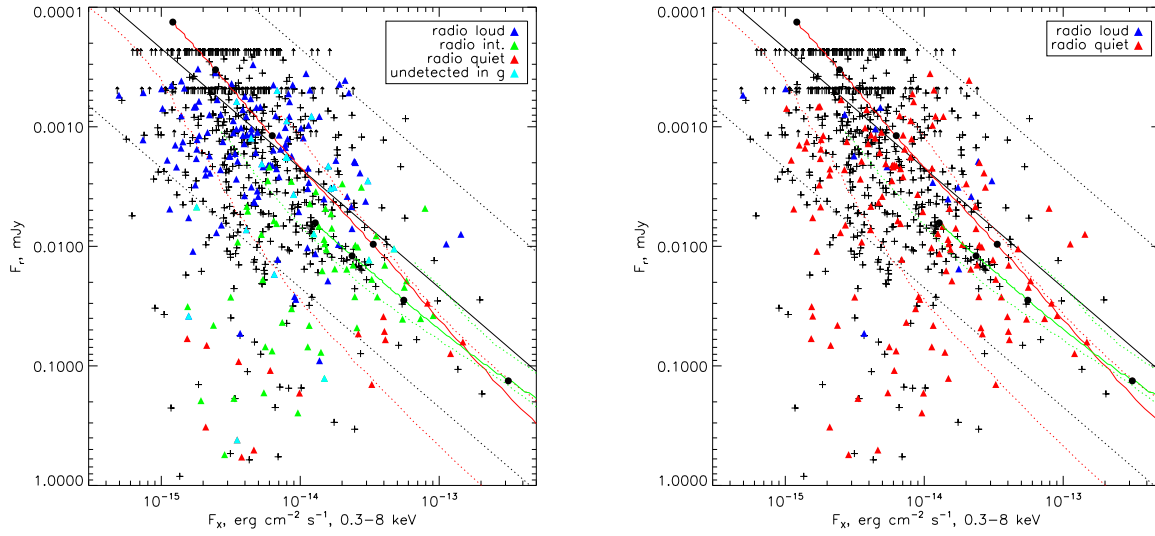 radio loud
radio int.
radio quiet
undetected in g
0.0001
0.0010
0.0100
0.1000
1.0000
F_r, mJy
10^-15
10^-14
10^-13
F_X, erg cm^-2 s^-1, 0.3-8 keV
radio loud
radio quiet
0.0001
0.0010
0.0100
0.1000
1.0000
F_r, mJy
10^-15
10^-14
10^-13
F_X, erg cm^-2 s^-1, 0.3-8 keV